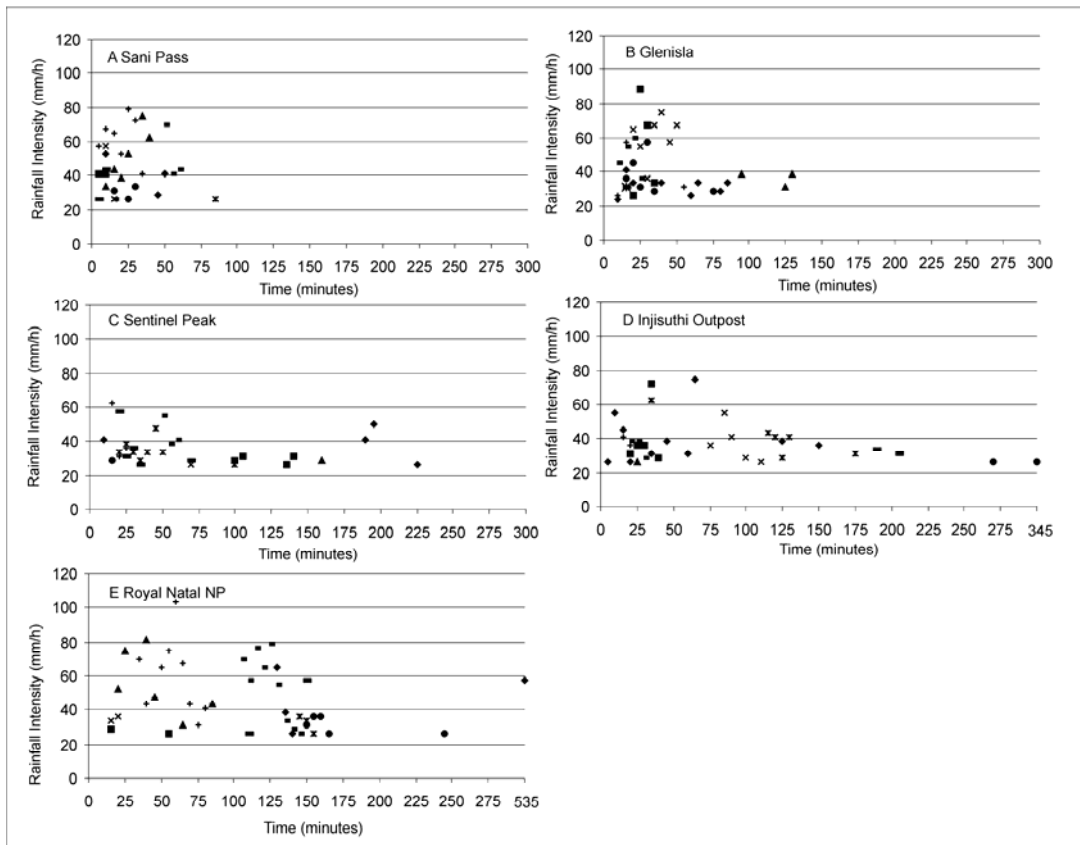 A Sani Pass
Rainfall Intensity (mm/h)
120
100
80
60
40
20
0
0 25 50 75 100 125 150 175 200 225 250 275 300
Time (minutes)
B Glenisla
Rainfall Intensity (mm/h)
120
100
80
60
40
20
0
0 25 50 75 100 125 150 175 200 225 250 275 300
Time (minutes)
C Sentinel Peak
Rainfall Intensity (mm/h)
120
100
80
60
40
20
0
0 25 50 75 100 125 150 175 200 225 250 275 300
Time (minutes)
D Injisuthi Outpost
Rainfall Intensity (mm/h)
120
100
80
60
40
20
0
0 25 50 75 100 125 150 175 200 225 250 275 345
Time (minutes)
E Royal Natal NP
Rainfall Intensity (mm/h)
120
100
80
60
40
20
0
0 25 50 75 100 125 150 175 200 225 250 275 535
Time (minutes)